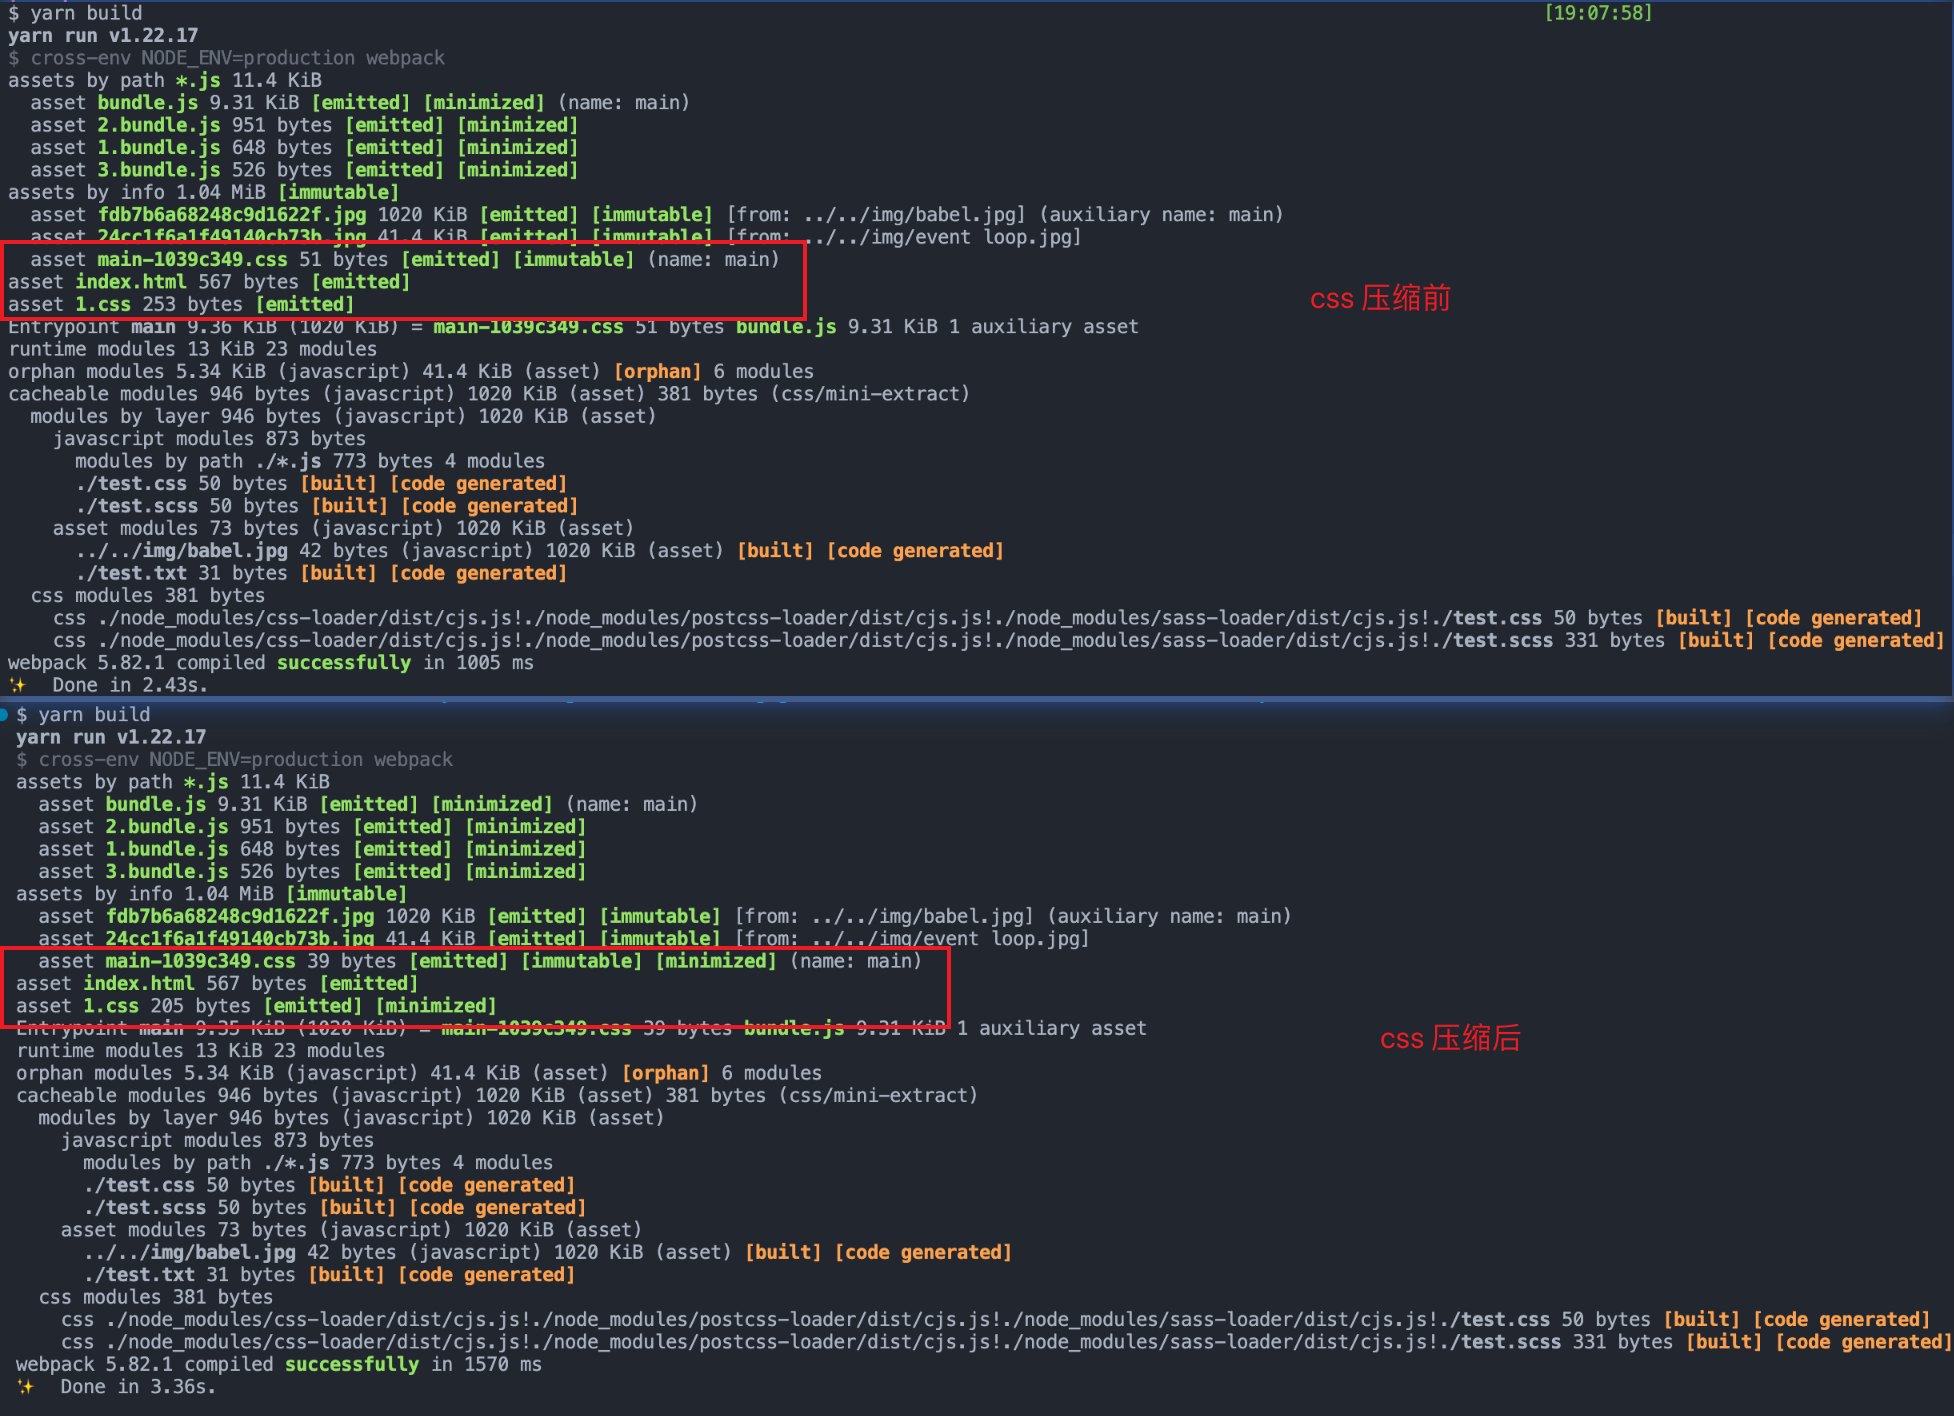 $ yarn build [19:07:58]
yarn run v1.22.17
$ cross-env NODE_ENV=production webpack
assets by path *.js 11.4 KiB
  asset bundle.js 9.31 KiB [emitted] [minimized] (name: main)
  asset 2.bundle.js 951 bytes [emitted] [minimized]
  asset 1.bundle.js 648 bytes [emitted] [minimized]
  asset 3.bundle.js 526 bytes [emitted] [minimized]
assets by info 1.04 MiB [immutable]
  asset fdb7b6a68248c9d1622f.jpg 1020 KiB [emitted] [immutable] [from: ../../img/babel.jpg] (auxiliary name: main)
  asset 24cc1f6a1f49140cb73b.jpg 41.4 KiB [emitted] [immutable] [from: ../../img/event loop.jpg]
  asset main-1039c349.css 51 bytes [emitted] [immutable] (name: main)
asset index.html 567 bytes [emitted]
asset 1.css 253 bytes [emitted]
css 压缩前
Entrypoint main 9.36 KiB (1020 KiB) = main-1039c349.css 51 bytes bundle.js 9.31 KiB 1 auxiliary asset
runtime modules 13 KiB 23 modules
orphan modules 5.34 KiB (javascript) 41.4 KiB (asset) [orphan] 6 modules
cacheable modules 946 bytes (javascript) 1020 KiB (asset) 381 bytes (css/mini-extract)
  modules by layer 946 bytes (javascript) 1020 KiB (asset)
    javascript modules 873 bytes
      modules by path ./*.js 773 bytes 4 modules
      ./test.css 50 bytes [built] [code generated]
      ./test.scss 50 bytes [built] [code generated]
    asset modules 73 bytes (javascript) 1020 KiB (asset)
      ../../img/babel.jpg 42 bytes (javascript) 1020 KiB (asset) [built] [code generated]
      ./test.txt 31 bytes [built] [code generated]
  css modules 381 bytes
    css ./node_modules/css-loader/dist/cjs.js!./node_modules/postcss-loader/dist/cjs.js!./node_modules/sass-loader/dist/cjs.js!./test.css 50 bytes [built] [code generated]
    css ./node_modules/css-loader/dist/cjs.js!./node_modules/postcss-loader/dist/cjs.js!./node_modules/sass-loader/dist/cjs.js!./test.scss 331 bytes [built] [code generated]
webpack 5.82.1 compiled successfully in 1005 ms
✨  Done in 2.43s.
$ yarn build
yarn run v1.22.17
$ cross-env NODE_ENV=production webpack
assets by path *.js 11.4 KiB
  asset bundle.js 9.31 KiB [emitted] [minimized] (name: main)
  asset 2.bundle.js 951 bytes [emitted] [minimized]
  asset 1.bundle.js 648 bytes [emitted] [minimized]
  asset 3.bundle.js 526 bytes [emitted] [minimized]
assets by info 1.04 MiB [immutable]
  asset fdb7b6a68248c9d1622f.jpg 1020 KiB [emitted] [immutable] [from: ../../img/babel.jpg] (auxiliary name: main)
  asset 24cc1f6a1f49140cb73b.jpg 41.4 KiB [emitted] [immutable] [from: ../../img/event loop.jpg]
  asset main-1039c349.css 39 bytes [emitted] [immutable] [minimized] (name: main)
asset index.html 567 bytes [emitted]
asset 1.css 205 bytes [emitted] [minimized]
Entrypoint main 9.35 KiB (1020 KiB) = main-1039c349.css 39 bytes bundle.js 9.31 KiB 1 auxiliary asset
css 压缩后
runtime modules 13 KiB 23 modules
orphan modules 5.34 KiB (javascript) 41.4 KiB (asset) [orphan] 6 modules
cacheable modules 946 bytes (javascript) 1020 KiB (asset) 381 bytes (css/mini-extract)
  modules by layer 946 bytes (javascript) 1020 KiB (asset)
    javascript modules 873 bytes
      modules by path ./*.js 773 bytes 4 modules
      ./test.css 50 bytes [built] [code generated]
      ./test.scss 50 bytes [built] [code generated]
    asset modules 73 bytes (javascript) 1020 KiB (asset)
      ../../img/babel.jpg 42 bytes (javascript) 1020 KiB (asset) [built] [code generated]
      ./test.txt 31 bytes [built] [code generated]
  css modules 381 bytes
    css ./node_modules/css-loader/dist/cjs.js!./node_modules/postcss-loader/dist/cjs.js!./node_modules/sass-loader/dist/cjs.js!./test.css 50 bytes [built] [code generated]
    css ./node_modules/css-loader/dist/cjs.js!./node_modules/postcss-loader/dist/cjs.js!./node_modules/sass-loader/dist/cjs.js!./test.scss 331 bytes [built] [code generated]
webpack 5.82.1 compiled successfully in 1570 ms
✨  Done in 3.36s.